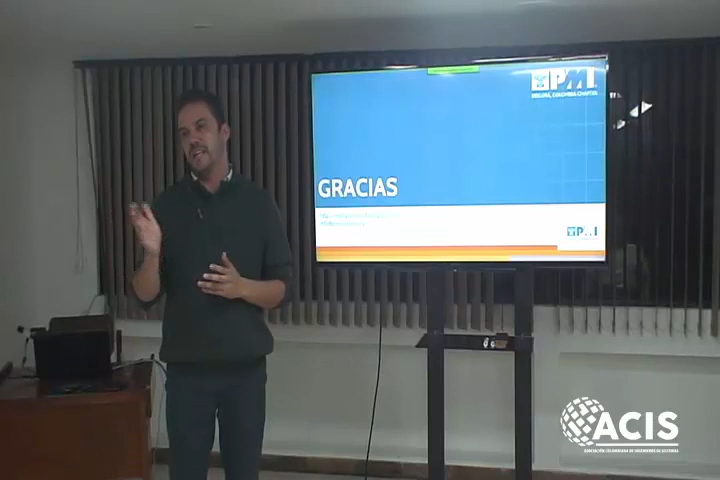 PMI
BOGOTÁ, COLOMBIA CHAPTER
GRACIAS
PMI
ACIS
ASOCIACIÓN COLOMBIANA DE INGENIEROS DE SISTEMAS